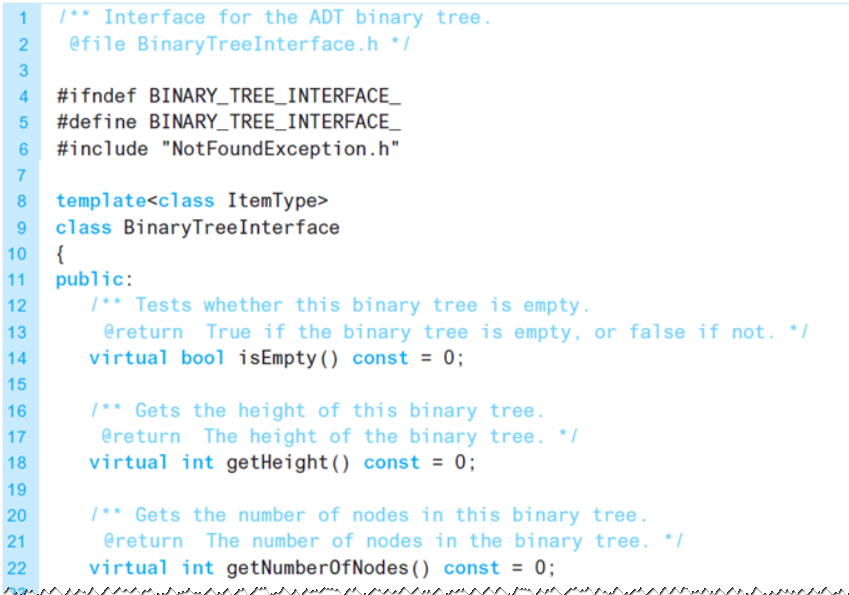 1 /** Interface for the ADT binary tree.
2 @file BinaryTreeInterface.h */
3
4 #ifndef BINARY_TREE_INTERFACE_
5 #define BINARY_TREE_INTERFACE_
6 #include "NotFoundException.h"
7
8 template<class ItemType>
9 class BinaryTreeInterface
10 {
11 public:
12 /** Tests whether this binary tree is empty.
13 @return True if the binary tree is empty, or false if not. */
14 virtual bool isEmpty() const = 0;
15
16 /** Gets the height of this binary tree.
17 @return The height of the binary tree. */
18 virtual int getHeight() const = 0;
19
20 /** Gets the number of nodes in this binary tree.
21 @return The number of nodes in the binary tree. */
22 virtual int getNumberOfNodes() const = 0;